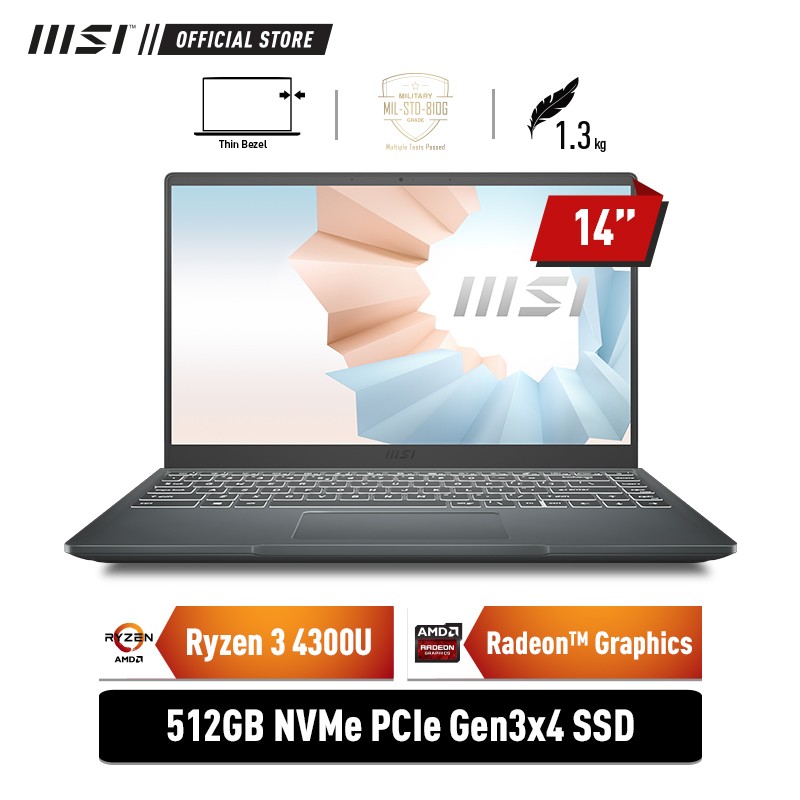 msi OFFICIAL STORE
Thin Bezel
MILITARY
MIL-STD-810G
GRADE
Multiple Tests Passed
1.3 kg
14"
msi
msi
RYZEN
AMD
Ryzen 3 4300U
AMD
RADEON
GRAPHICS
Radeon™ Graphics
512GB NVMe PCIe Gen3x4 SSD